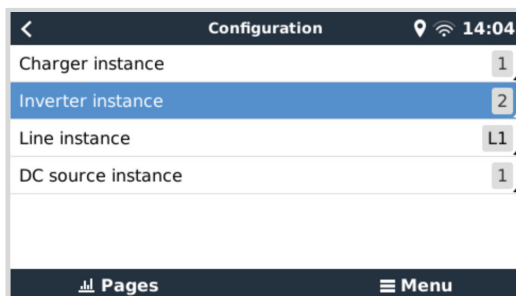 Configuration 14:04
Charger instance 1
Inverter instance 2
Line instance L1
DC source instance 1
Pages Menu